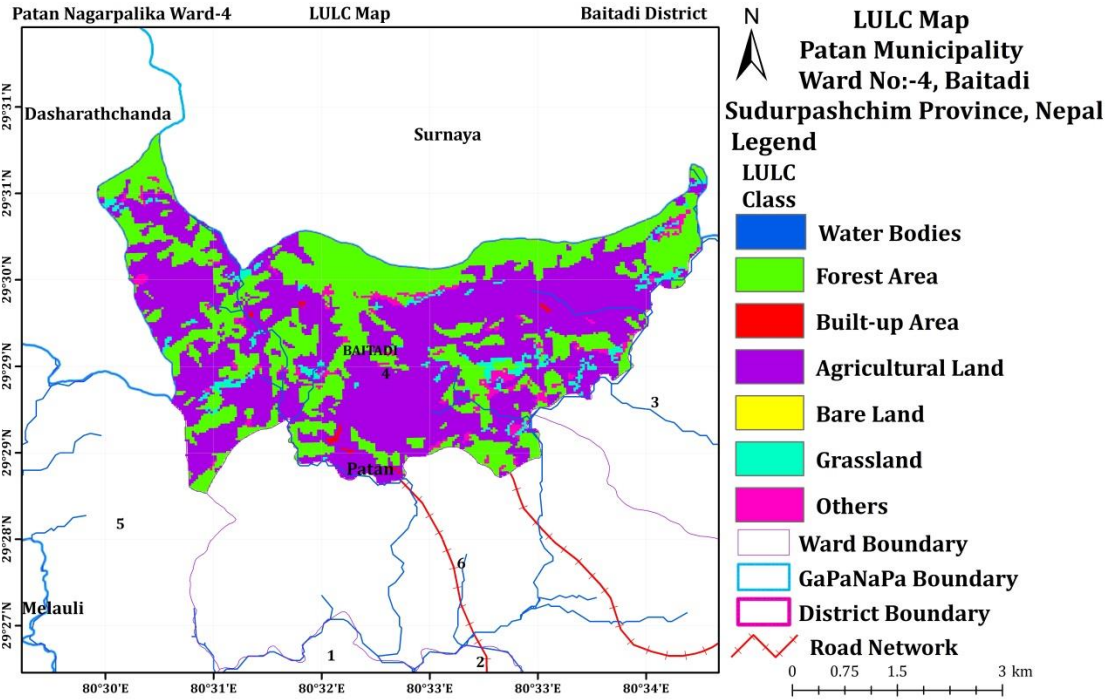 Patan Nagarpalika Ward-4 LULC Map Baitadi District
Dasharathchanda
Surnaya
BAITADI
4
3
Patan
5
6
Melauli
1
2
29°31'N
29°31'N
29°30'N
29°29'N
29°29'N
29°28'N
29°27'N
80°30'E 80°31'E 80°32'E 80°33'E 80°33'E 80°34'E
N
LULC Map
Patan Municipality
Ward No:-4, Baitadi
Sudurpashchim Province, Nepal
Legend
LULC
Class
Water Bodies
Forest Area
Built-up Area
Agricultural Land
Bare Land
Grassland
Others
Ward Boundary
GaPaNaPa Boundary
District Boundary
Road Network
0 0.75 1.5 3 km